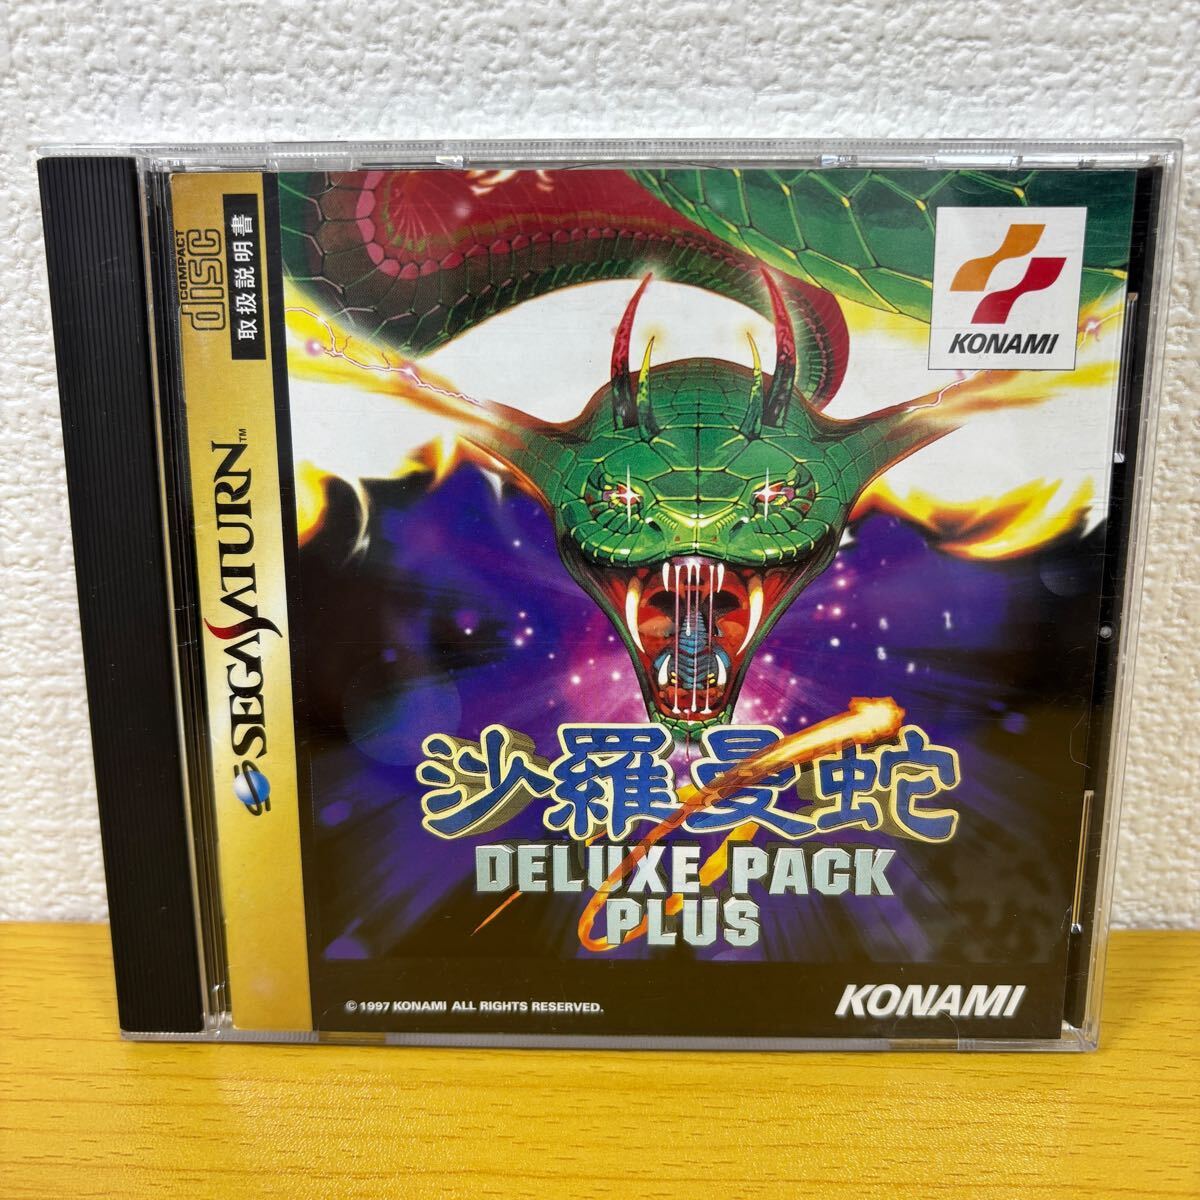 COMPACT
disc
取扱説明書
SEGA SATURN™
KONAMI
沙羅曼蛇
DELUXE PACK
PLUS
© 1997 KONAMI ALL RIGHTS RESERVED.
KONAMI